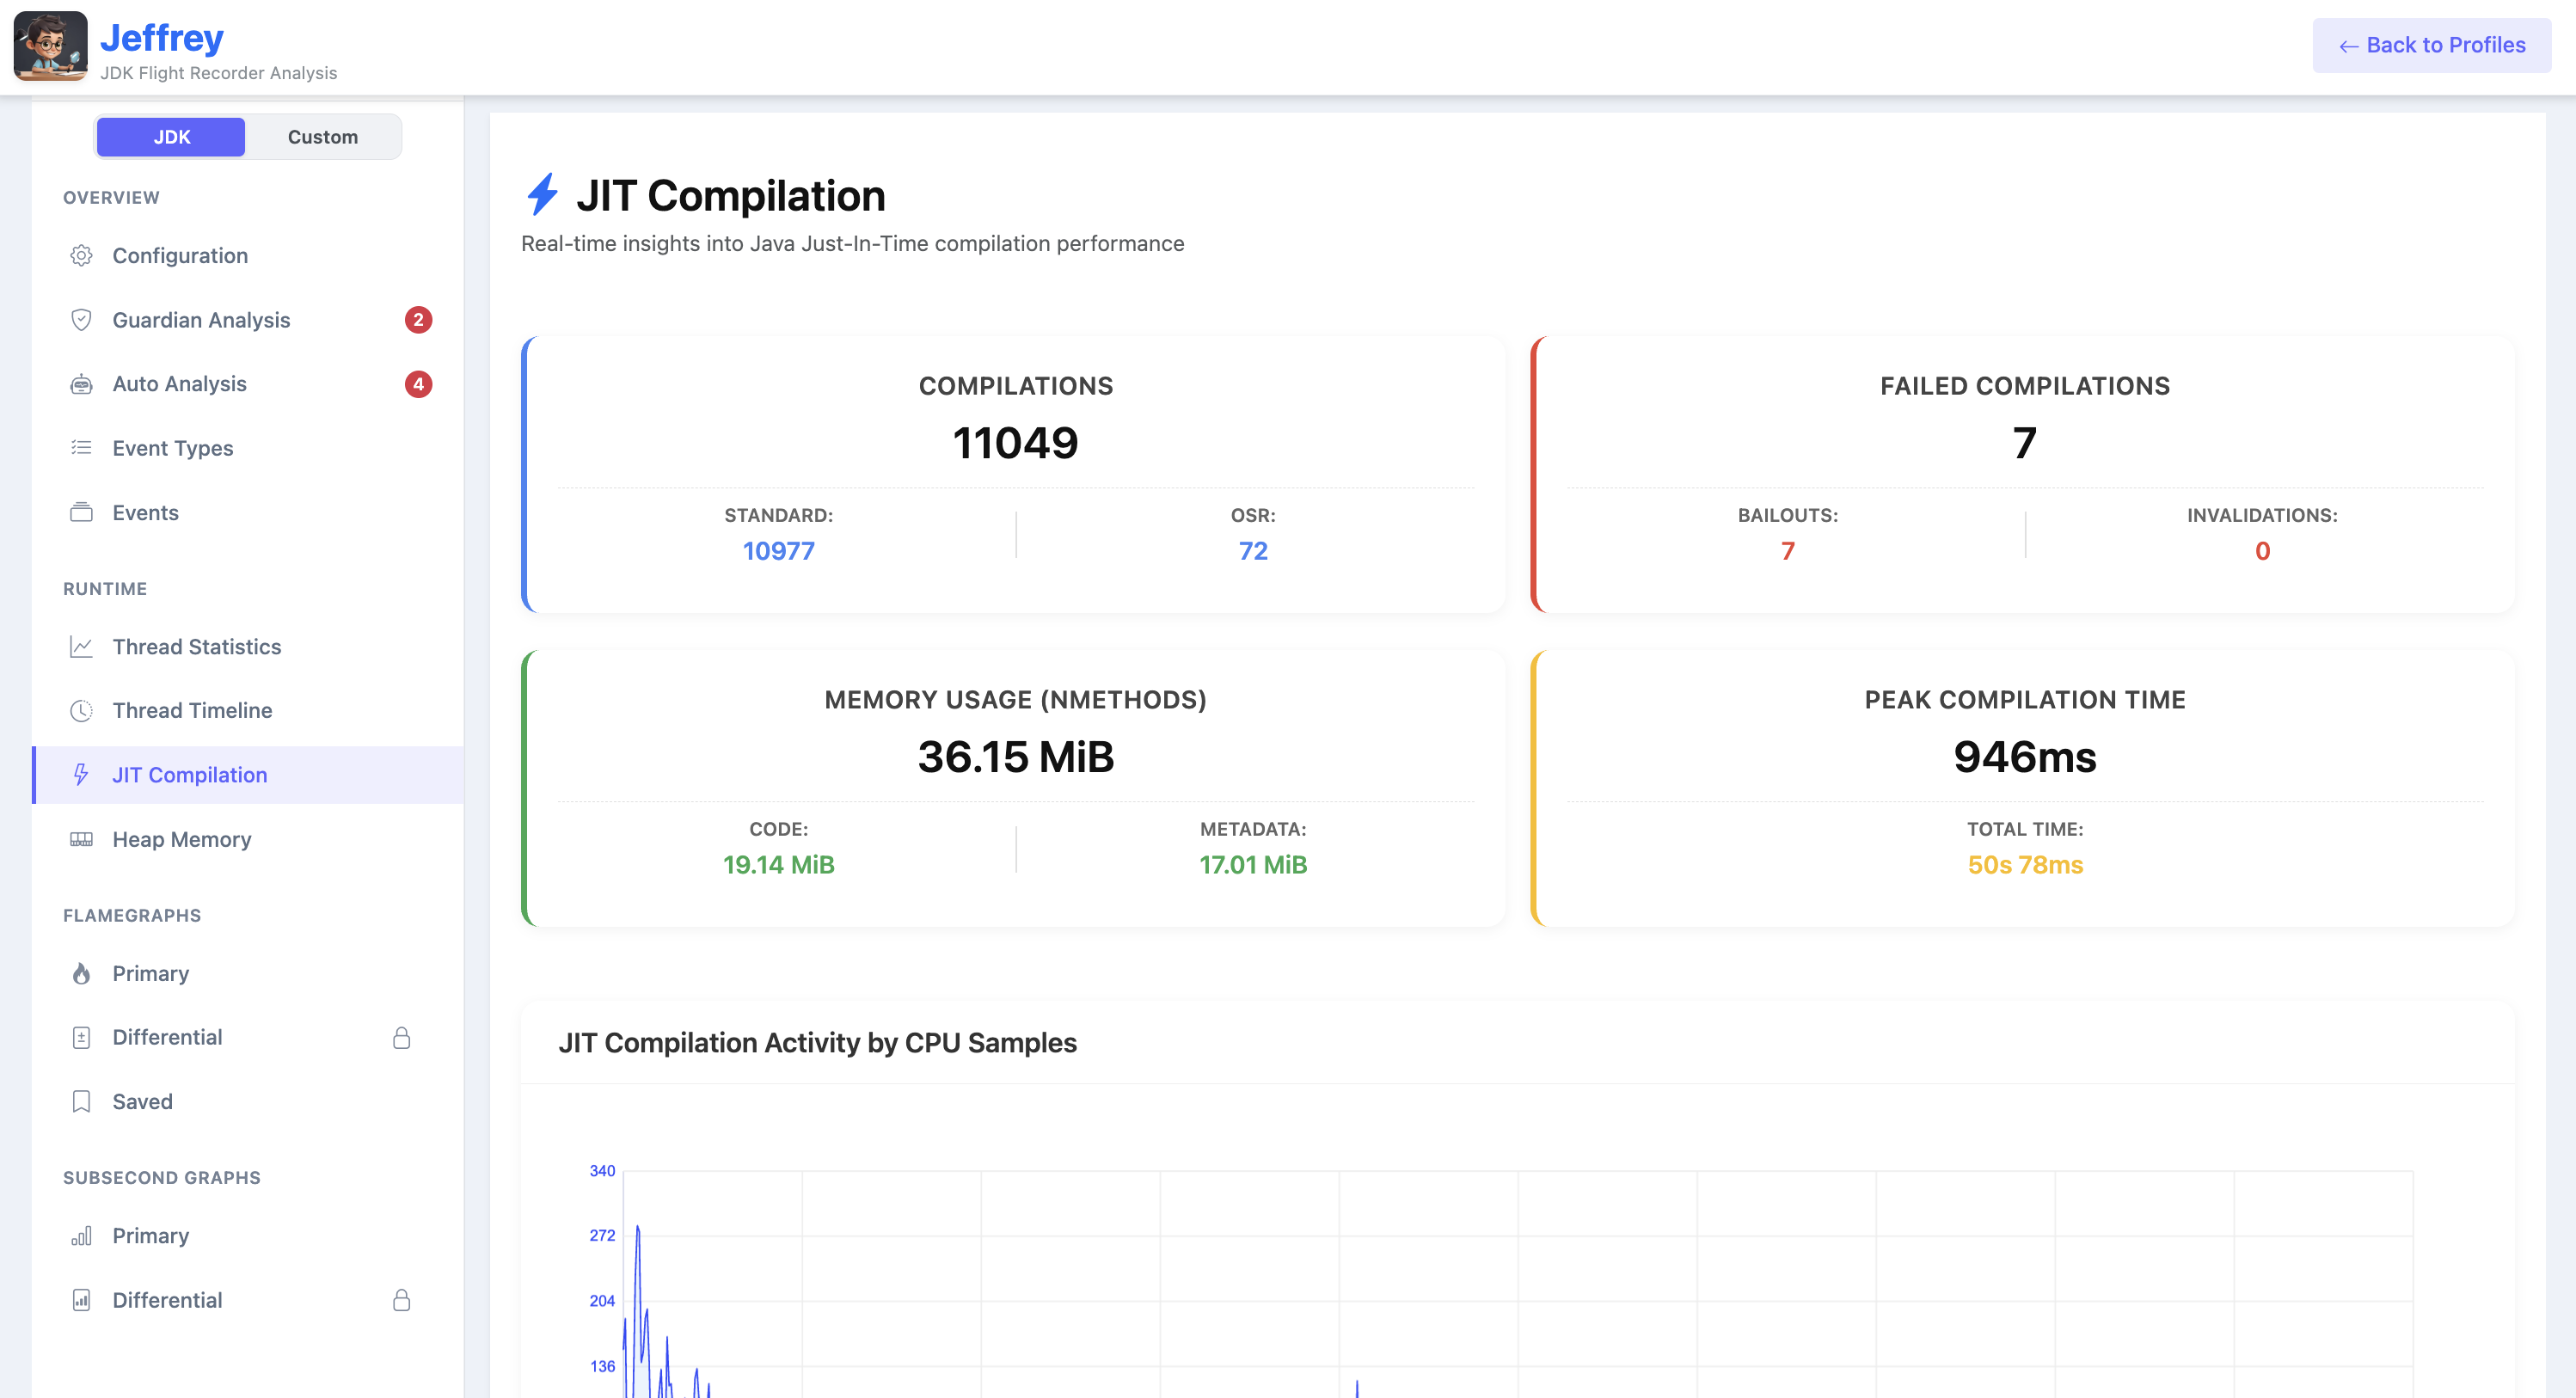 Jeffrey
JDK Flight Recorder Analysis
← Back to Profiles
JDK
Custom
OVERVIEW
Configuration
Guardian Analysis
2
Auto Analysis
4
Event Types
Events
RUNTIME
Thread Statistics
Thread Timeline
JIT Compilation
Heap Memory
FLAMEGRAPHS
Primary
Differential
Saved
SUBSECOND GRAPHS
Primary
Differential
JIT Compilation
Real-time insights into Java Just-In-Time compilation performance
COMPILATIONS
11049
STANDARD:
10977
OSR:
72
FAILED COMPILATIONS
7
BAILOUTS:
7
INVALIDATIONS:
0
MEMORY USAGE (NMETHODS)
36.15 MiB
CODE:
19.14 MiB
METADATA:
17.01 MiB
PEAK COMPILATION TIME
946ms
TOTAL TIME:
50s 78ms
JIT Compilation Activity by CPU Samples
340
272
204
136